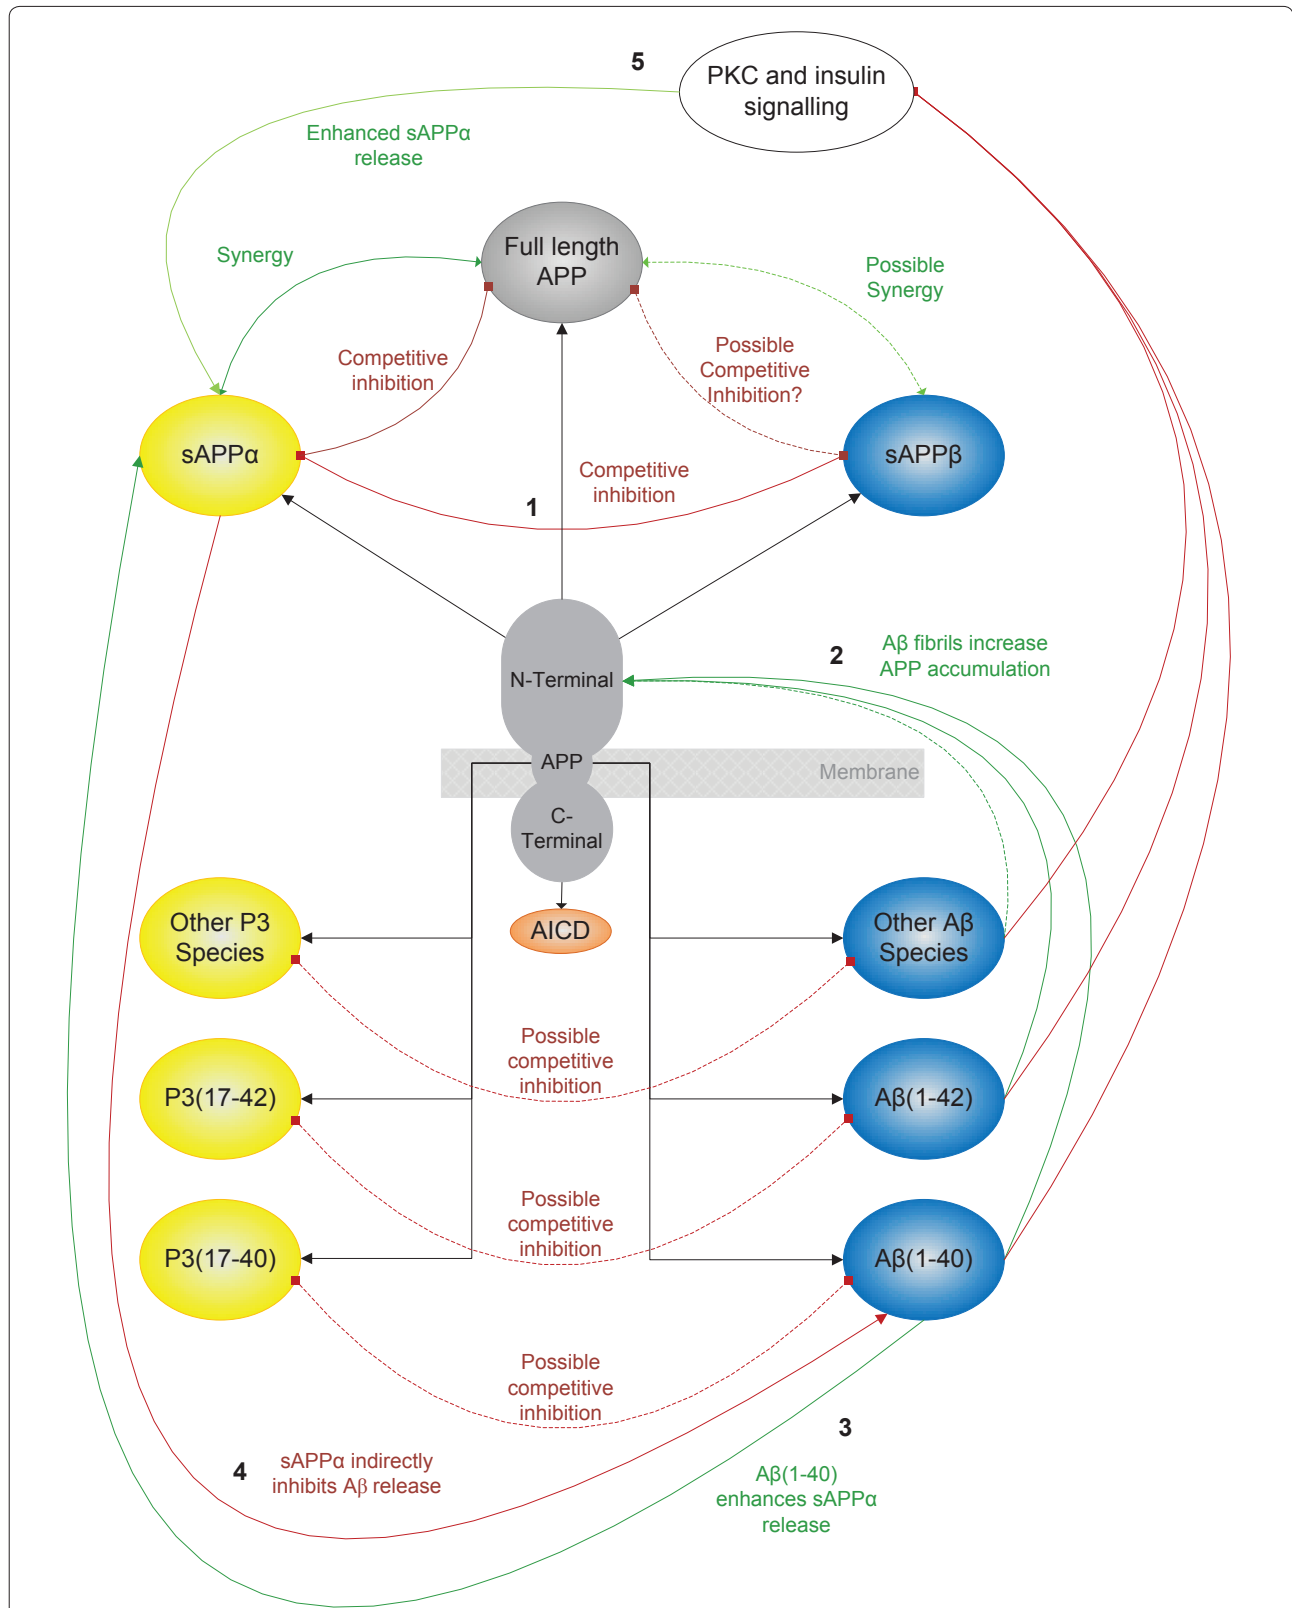 5
PKC and insulin
signalling
Enhanced sAPPα
release
Synergy
Full length
APP
Possible
Synergy
Competitive
inhibition
Possible
Competitive
Inhibition?
sAPPα
Competitive
inhibition
sAPPβ
1
2
Aβ fibrils increase
APP accumulation
N-Terminal
APP
Membrane
C-
Terminal
Other P3
Species
AICD
Other Aβ
Species
Possible
competitive
inhibition
P3(17-42)
Aβ(1-42)
Possible
competitive
inhibition
P3(17-40)
Aβ(1-40)
Possible
competitive
inhibition
3
4
sAPPα indirectly
inhibits Aβ release
Aβ(1-40)
enhances sAPPα
release